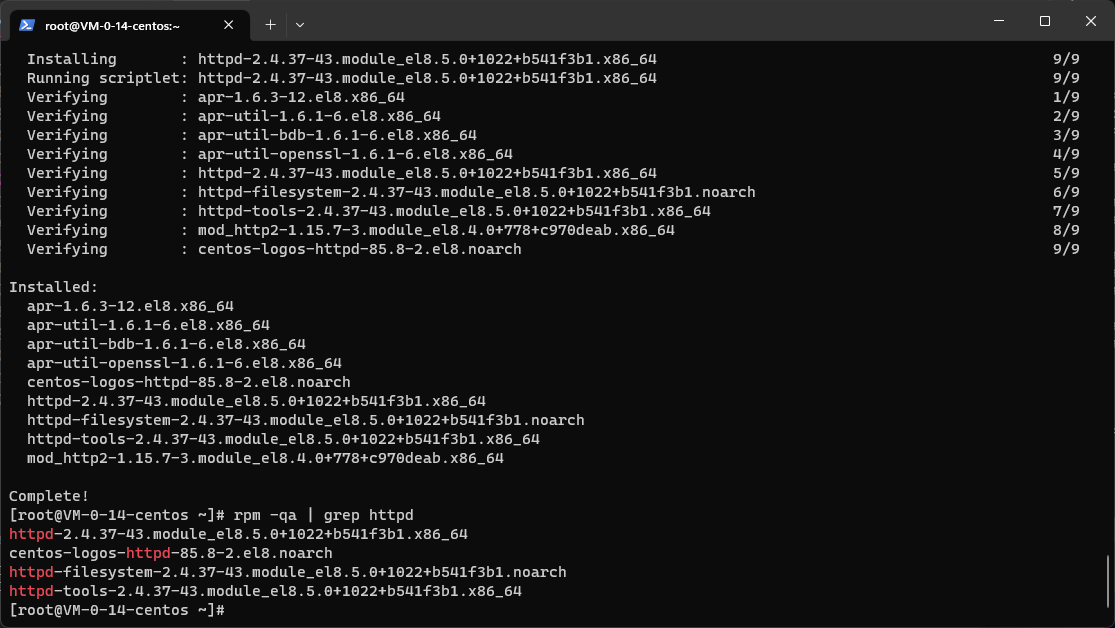 root@VM-0-14-centos:~
Installing : httpd-2.4.37-43.module_el8.5.0+1022+b541f3b1.x86_64 9/9
Running scriptlet: httpd-2.4.37-43.module_el8.5.0+1022+b541f3b1.x86_64 9/9
Verifying : apr-1.6.3-12.el8.x86_64 1/9
Verifying : apr-util-1.6.1-6.el8.x86_64 2/9
Verifying : apr-util-bdb-1.6.1-6.el8.x86_64 3/9
Verifying : apr-util-openssl-1.6.1-6.el8.x86_64 4/9
Verifying : httpd-2.4.37-43.module_el8.5.0+1022+b541f3b1.x86_64 5/9
Verifying : httpd-filesystem-2.4.37-43.module_el8.5.0+1022+b541f3b1.noarch 6/9
Verifying : httpd-tools-2.4.37-43.module_el8.5.0+1022+b541f3b1.x86_64 7/9
Verifying : mod_http2-1.15.7-3.module_el8.4.0+778+c970deab.x86_64 8/9
Verifying : centos-logos-httpd-85.8-2.el8.noarch 9/9
Installed:
apr-1.6.3-12.el8.x86_64
apr-util-1.6.1-6.el8.x86_64
apr-util-bdb-1.6.1-6.el8.x86_64
apr-util-openssl-1.6.1-6.el8.x86_64
centos-logos-httpd-85.8-2.el8.noarch
httpd-2.4.37-43.module_el8.5.0+1022+b541f3b1.x86_64
httpd-filesystem-2.4.37-43.module_el8.5.0+1022+b541f3b1.noarch
httpd-tools-2.4.37-43.module_el8.5.0+1022+b541f3b1.x86_64
mod_http2-1.15.7-3.module_el8.4.0+778+c970deab.x86_64
Complete!
[root@VM-0-14-centos ~]# rpm -qa | grep httpd
httpd-2.4.37-43.module_el8.5.0+1022+b541f3b1.x86_64
centos-logos-httpd-85.8-2.el8.noarch
httpd-filesystem-2.4.37-43.module_el8.5.0+1022+b541f3b1.noarch
httpd-tools-2.4.37-43.module_el8.5.0+1022+b541f3b1.x86_64
[root@VM-0-14-centos ~]#